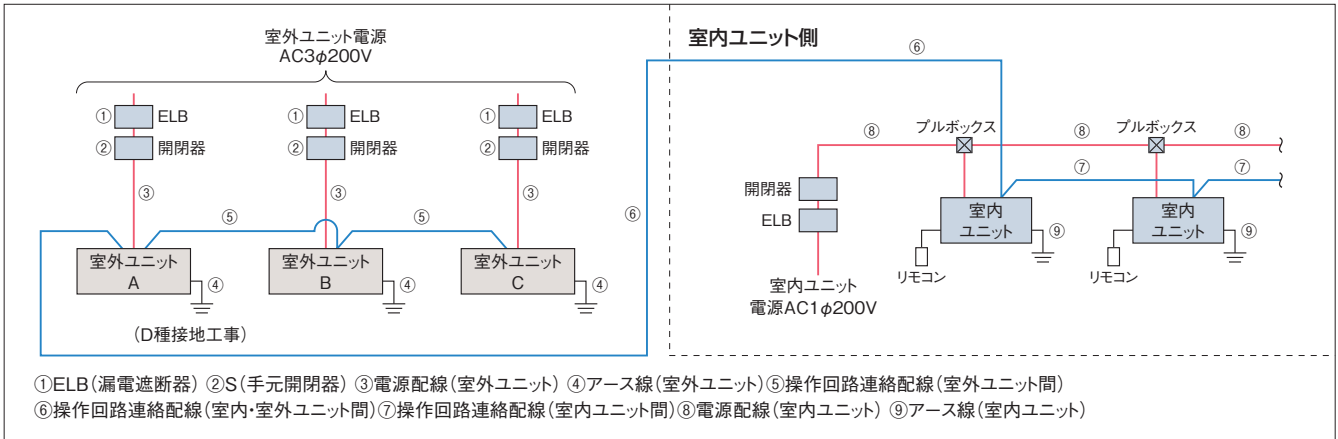 室外ユニット電源
AC3φ200V
① ELB ① ELB ① ELB
② 開閉器 ② 開閉器 ② 開閉器
③ ③ ③
⑤ ⑤ ⑥
室外ユニット
A
④
室外ユニット
B
④
室外ユニット
C
④
(D種接地工事)
室内ユニット側
⑥
⑧ プルボックス ⑧ プルボックス ⑧
⑦ ⑦
開閉器
ELB
室内ユニット
電源AC1φ200V
室内
ユニット
⑨
リモコン
室内
ユニット
⑨
リモコン
①ELB(漏電遮断器) ②S(手元開閉器) ③電源配線(室外ユニット) ④アース線(室外ユニット)⑤操作回路連絡配線(室外ユニット間)
⑥操作回路連絡配線(室内・室外ユニット間)⑦操作回路連絡配線(室内ユニット間)⑧電源配線(室内ユニット) ⑨アース線(室内ユニット)